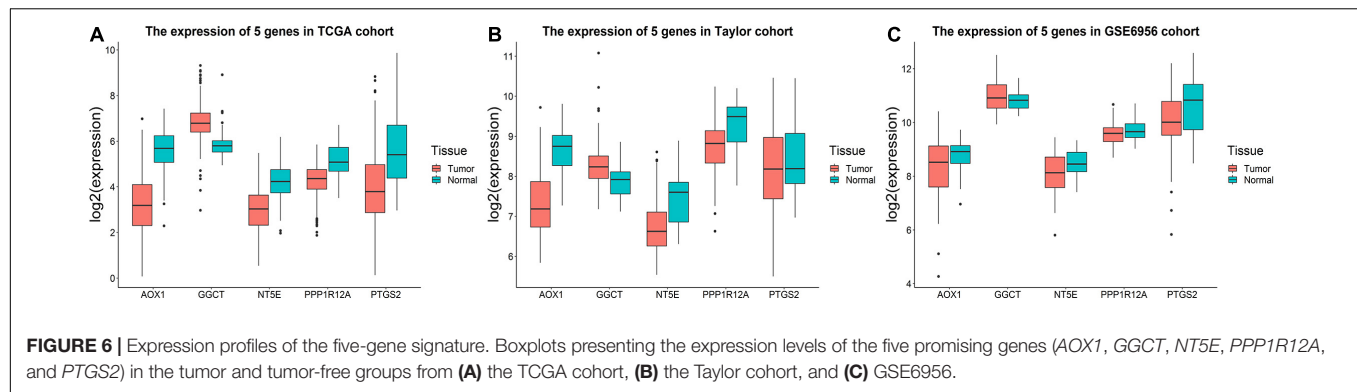 A
The expression of 5 genes in TCGA cohort
log2(expression)
10
8
6
4
2
0
AOX1 GGCT NT5E PPP1R12A PTGS2
Tissue
Tumor
Normal
B
The expression of 5 genes in Taylor cohort
log2(expression)
11
10
9
8
7
6
AOX1 GGCT NT5E PPP1R12A PTGS2
Tissue
Tumor
Normal
C
The expression of 5 genes in GSE6956 cohort
log2(expression)
12
10
8
6
4
AOX1 GGCT NT5E PPP1R12A PTGS2
Tissue
Tumor
Normal
FIGURE 6 | Expression profiles of the five-gene signature. Boxplots presenting the expression levels of the five promising genes (AOX1, GGCT, NT5E, PPP1R12A,
and PTGS2) in the tumor and tumor-free groups from (A) the TCGA cohort, (B) the Taylor cohort, and (C) GSE6956.